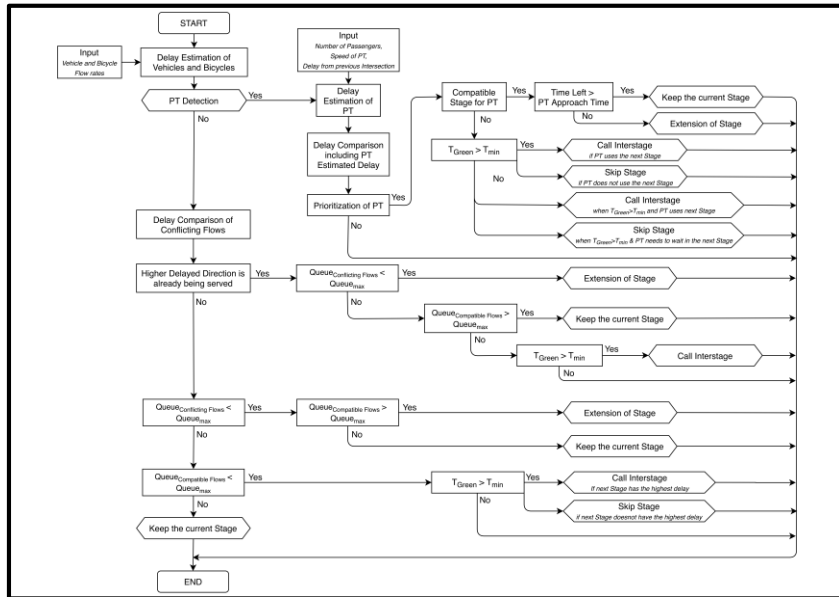 START
Input
Vehicle and Bicycle
Flow rates
Delay Estimation of
Vehicles and Bicycles
Input
Number of Passengers,
Speed of PT,
Delay from previous Intersection
PT Detection
Yes
No
Delay
Estimation of
PT
Delay Comparison
including PT
Estimated Delay
Prioritization of PT
Yes
No
Compatible
Stage for PT
Yes
No
Time Left >
PT Approach Time
Yes
No
Keep the current Stage
Extension of Stage
TGreen > Tmin
Yes
No
Call Interstage
if PT uses the next Stage
Skip Stage
if PT does not use the next Stage
Call Interstage
when TGreen>Tmin and PT uses next Stage
Skip Stage
when TGreen>Tmin & PT needs to wait in the next Stage
Delay Comparison of
Conflicting Flows
Higher Delayed Direction is
already being served
Yes
No
QueueConflicting Flows <
Queuemax
Yes
No
Extension of Stage
QueueCompatible Flows >
Queuemax
Yes
No
Keep the current Stage
TGreen > Tmin
Yes
No
Call Interstage
QueueConflicting Flows <
Queuemax
Yes
No
QueueCompatible Flows >
Queuemax
Yes
No
Extension of Stage
Keep the current Stage
QueueCompatible Flows <
Queuemax
Yes
No
TGreen > Tmin
Yes
No
Call Interstage
If next Stage has the highest delay
Skip Stage
If next Stage doesnot have the highest delay
Keep the current Stage
END